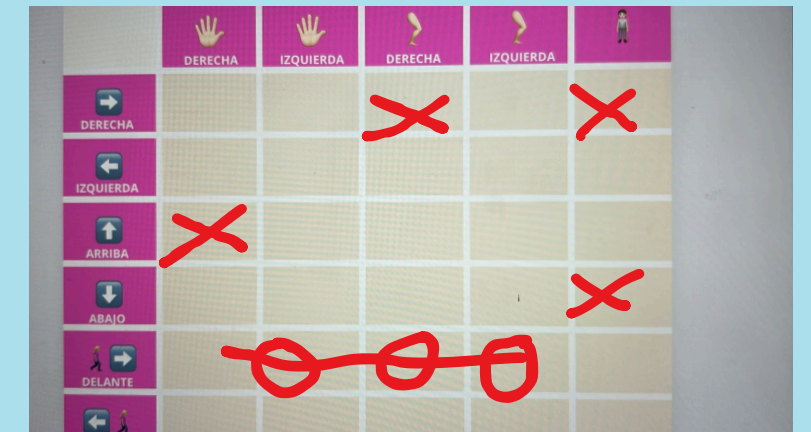 DERECHA IZQUIERDA DERECHA IZQUIERDA
DERECHA
IZQUIERDA
ARRIBA
ABAJO
DELANTE